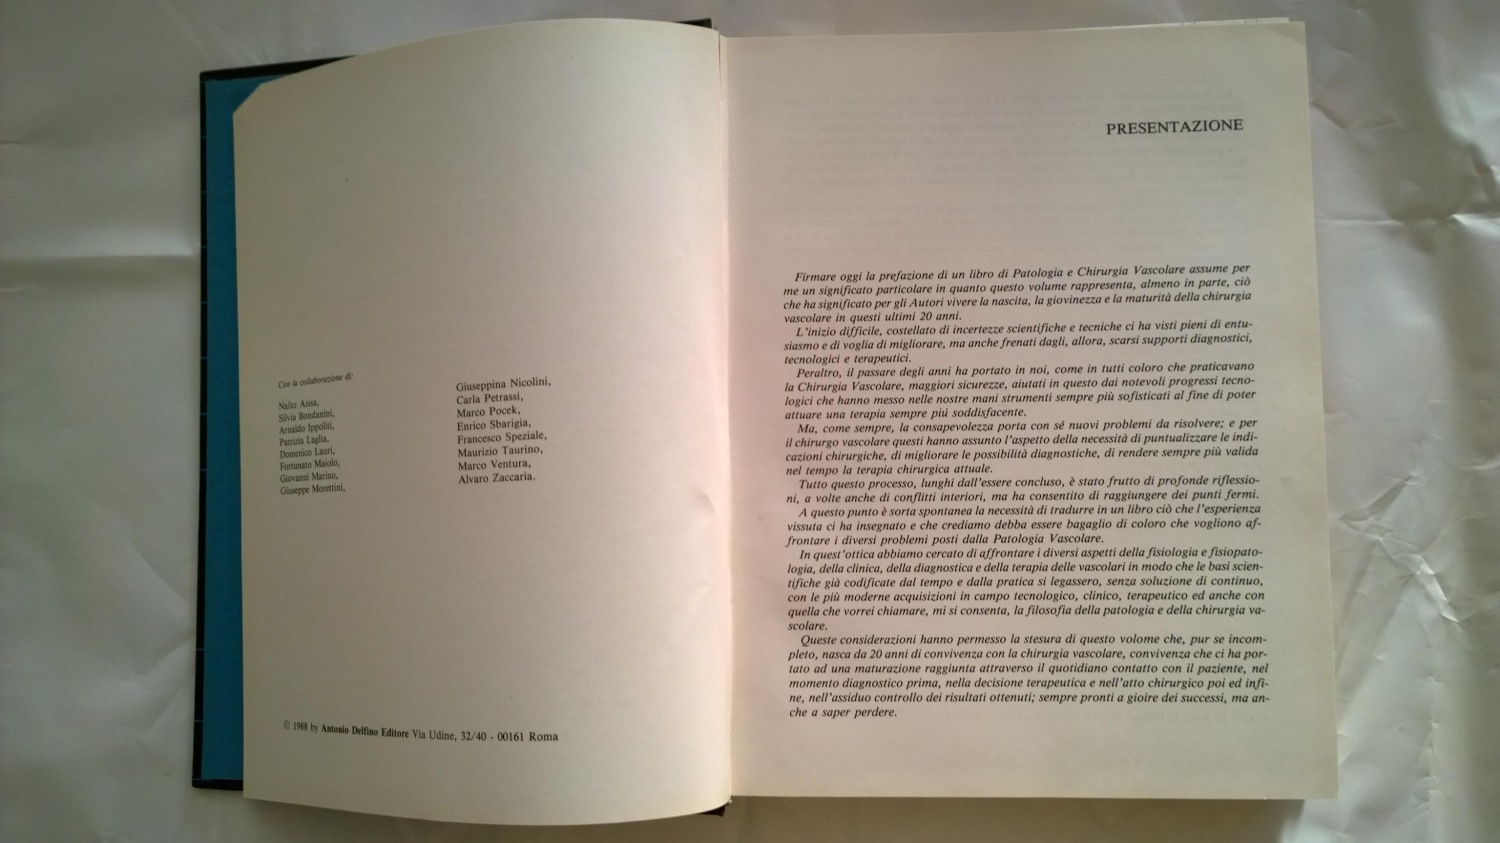 Con la collaborazione di:
Nafez Aissa,
Silvia Bondanini,
Arnaldo Ippoliti,
Patrizia Laglia,
Domenico Lauri,
Fortunato Maiolo,
Giovanni Marino,
Giuseppe Morettini,
Giuseppina Nicolini,
Carla Petrassi,
Marco Pocek,
Enrico Sbarigia,
Francesco Speziale,
Maurizio Taurino,
Marco Ventura,
Alvaro Zaccaria.
© 1988 by Antonio Delfino Editore Via Udine, 32/40 - 00161 Roma
PRESENTAZIONE
Firmare oggi la prefazione di un libro di Patologia e Chirurgia Vascolare assume per
me un significato particolare in quanto questo volume rappresenta, almeno in parte, ciò
che ha significato per gli Autori vivere la nascita, la giovinezza e la maturità della chirurgia
vascolare in questi ultimi 20 anni.
L'inizio difficile, costellato di incertezze scientifiche e tecniche ci ha visti pieni di entu-
siasmo e di voglia di migliorare, ma anche frenati dagli, allora, scarsi supporti diagnostici,
tecnologici e terapeutici.
Peraltro, il passare degli anni ha portato in noi, come in tutti coloro che praticavano
la Chirurgia Vascolare, maggiori sicurezze, aiutati in questo dai notevoli progressi tecno-
logici che hanno messo nelle nostre mani strumenti sempre più sofisticati al fine di poter
attuare una terapia sempre piú soddisfacente.
Ma, come sempre, la consapevolezza porta con sé nuovi problemi da risolvere; e per
il chirurgo vascolare questi hanno assunto l'aspetto della necessità di puntualizzare le indi-
cazioni chirurgiche, di migliorare le possibilità diagnostiche, di rendere sempre più valida
nel tempo la terapia chirurgica attuale.
Tutto questo processo, lunghi dall'essere concluso, è stato frutto di profonde riflessio-
ni, a volte anche di conflitti interiori, ma ha consentito di raggiungere dei punti fermi.
A questo punto è sorta spontanea la necessità di tradurre in un libro ciò che l'esperienza
vissuta ci ha insegnato e che crediamo debba essere bagaglio di coloro che vogliono af-
frontare i diversi problemi posti dalla Patologia Vascolare.
In quest'ottica abbiamo cercato di affrontare i diversi aspetti della fisiologia e fisiopato-
logia, della clinica, della diagnostica e della terapia delle vascolari in modo che le basi scien-
tifiche già codificate dal tempo e dalla pratica si legassero, senza soluzione di continuo,
con le più moderne acquisizioni in campo tecnologico, clinico, terapeutico ed anche con
quella che vorrei chiamare, mi si consenta, la filosofia della patologia e della chirurgia va-
scolare.
Queste considerazioni hanno permesso la stesura di questo volume che, pur se incom-
pleto, nasca da 20 anni di convivenza con la chirurgia vascolare, convivenza che ci ha por-
tato ad una maturazione raggiunta attraverso il quotidiano contatto con il paziente, nel
momento diagnostico prima, nella decisione terapeutica e nell'atto chirurgico poi ed infi-
ne, nell'assiduo controllo dei risultati ottenuti; sempre pronti a gioire dei successi, ma an-
che a saper perdere.